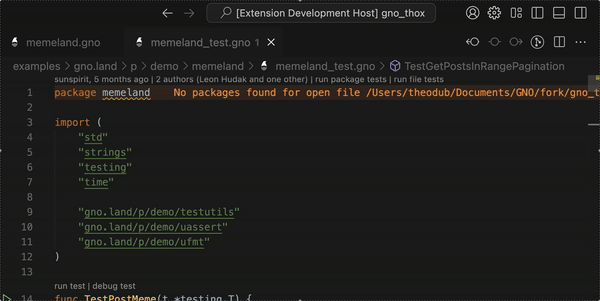 [Extension Development Host] gno_thox
memeland.gno
memeland_test.gno 1
examples > gno.land > p > demo > memeland > memeland_test.gno > TestGetPostsInRangePagination
sunspirit, 5 months ago | 2 authors (Leon Hudak and one other) | run package tests | run file tests
1 package memeland No packages found for open file /Users/theodub/Documents/GNO/fork/gno_t
2
3 import (
4 "std"
5 "strings"
6 "testing"
7 "time"
8
9 "gno.land/p/demo/testutils"
10 "gno.land/p/demo/uassert"
11 "gno.land/p/demo/ufmt"
12 )
13
run test | debug test
14 func TestPostMeme(t *testing.T) {